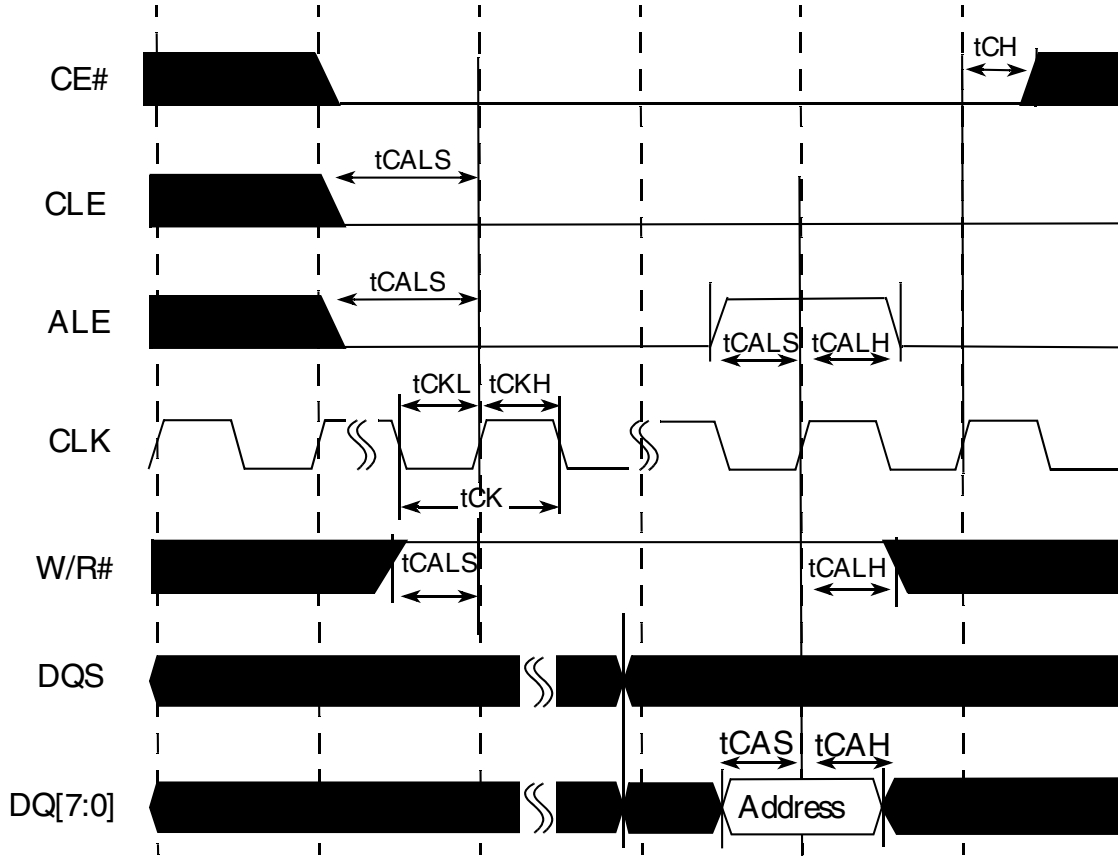 tCH
CE#
tCALS
CLE
tCALS
ALE
tCALS tCALH
tCKL tCKH
CLK
tCK
W/R# tCALS tCALH
DQS
tCAS tCAH
DQ[7:0] Address